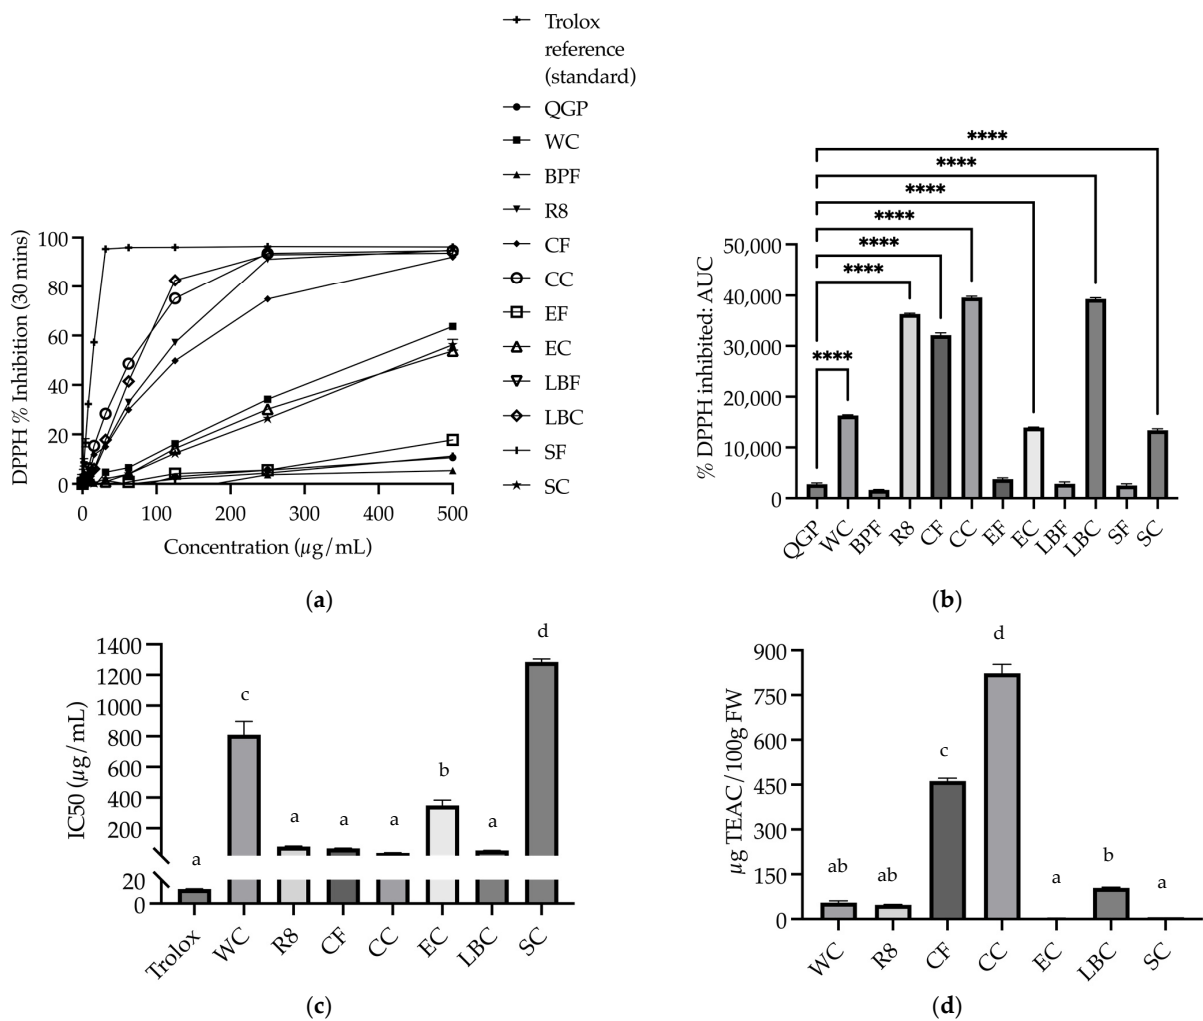 Trolox
reference
(standard)
QGP
WC
BPF
R8
CF
CC
EF
EC
LBF
LBC
SF
SC
DPPH % Inhibition (30 mins)
100
80
60
40
20
0
0 100 200 300 400 500
Concentration (µg/mL)
(a)
****
****
****
****
****
****
****
% DPPH inhibited: AUC
50,000
40,000
30,000
20,000
10,000
0
QGP WC BPF R8 CF CC EF EC LBF LBC SF SC
(b)
IC50 (µg/mL)
1400
1200
1000
800
600
400
200
20
0
a c a a a b a d
Trolox WC R8 CF CC EC LBC SC
(c)
µg TEAC/100g FW
900
750
600
450
300
150
0
ab ab c d a b a
WC R8 CF CC EC LBC SC
(d)